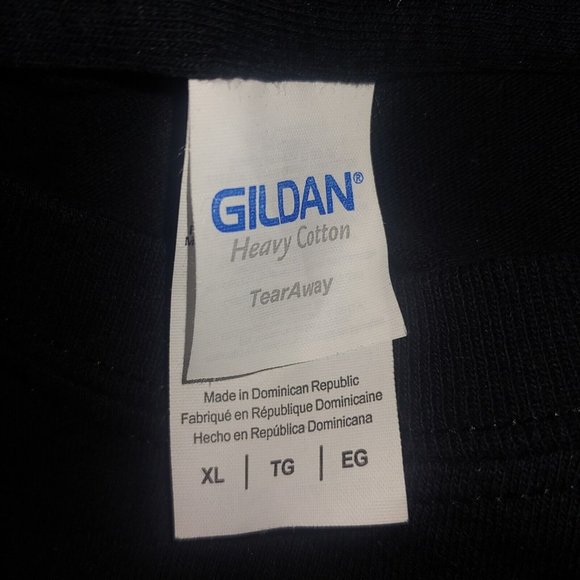 GILDAN®
Heavy Cotton
TearAway
Made in Dominican Republic
Fabriqué en République Dominicaine
Hecho en República Dominicana
XL | TG | EG